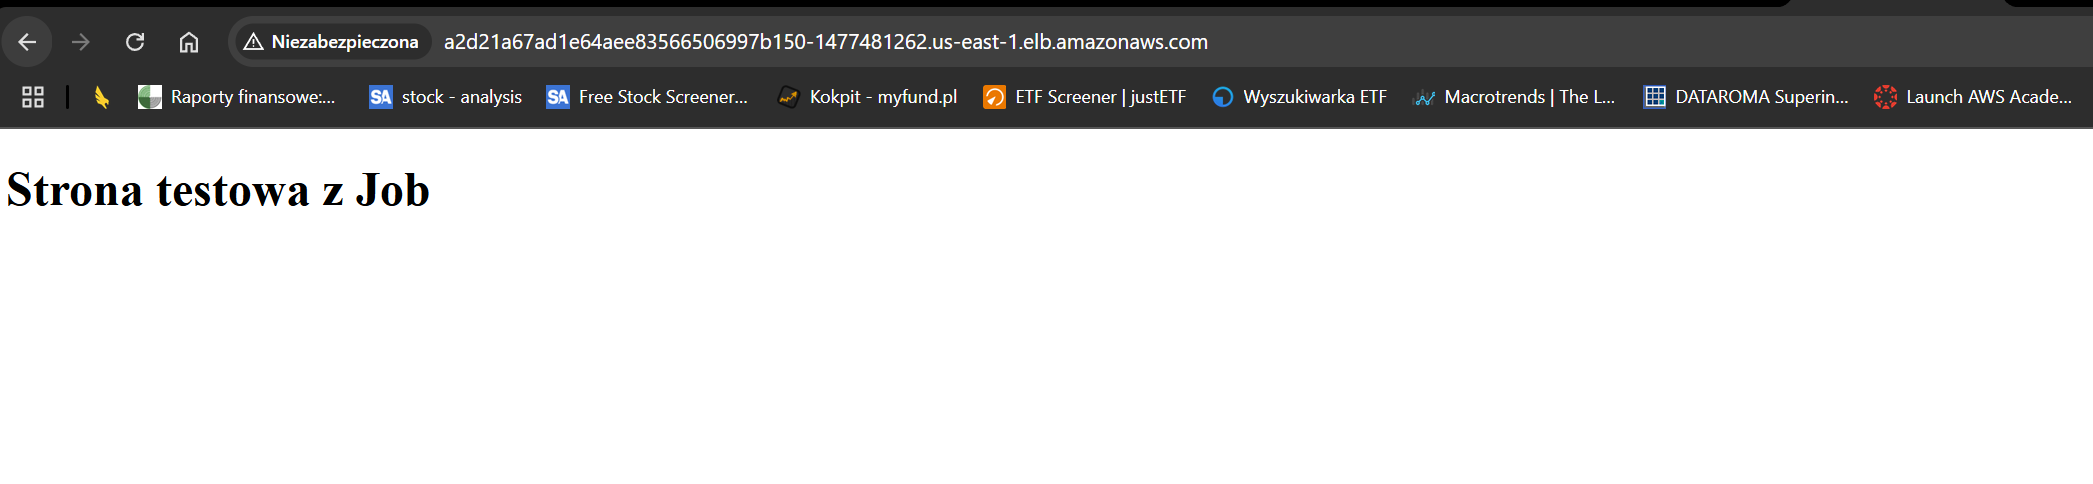 Niezabezpieczona a2d21a67ad1e64aee83566506997b150-1477481262.us-east-1.elb.amazonaws.com
Raporty finansowe:... SA stock - analysis SA Free Stock Screener... Kokpit - myfund.pl ETF Screener | justETF Wyszukiwarka ETF Macrotrends | The L... DATAROMA Superin... Launch AWS Acade...
Strona testowa z Job